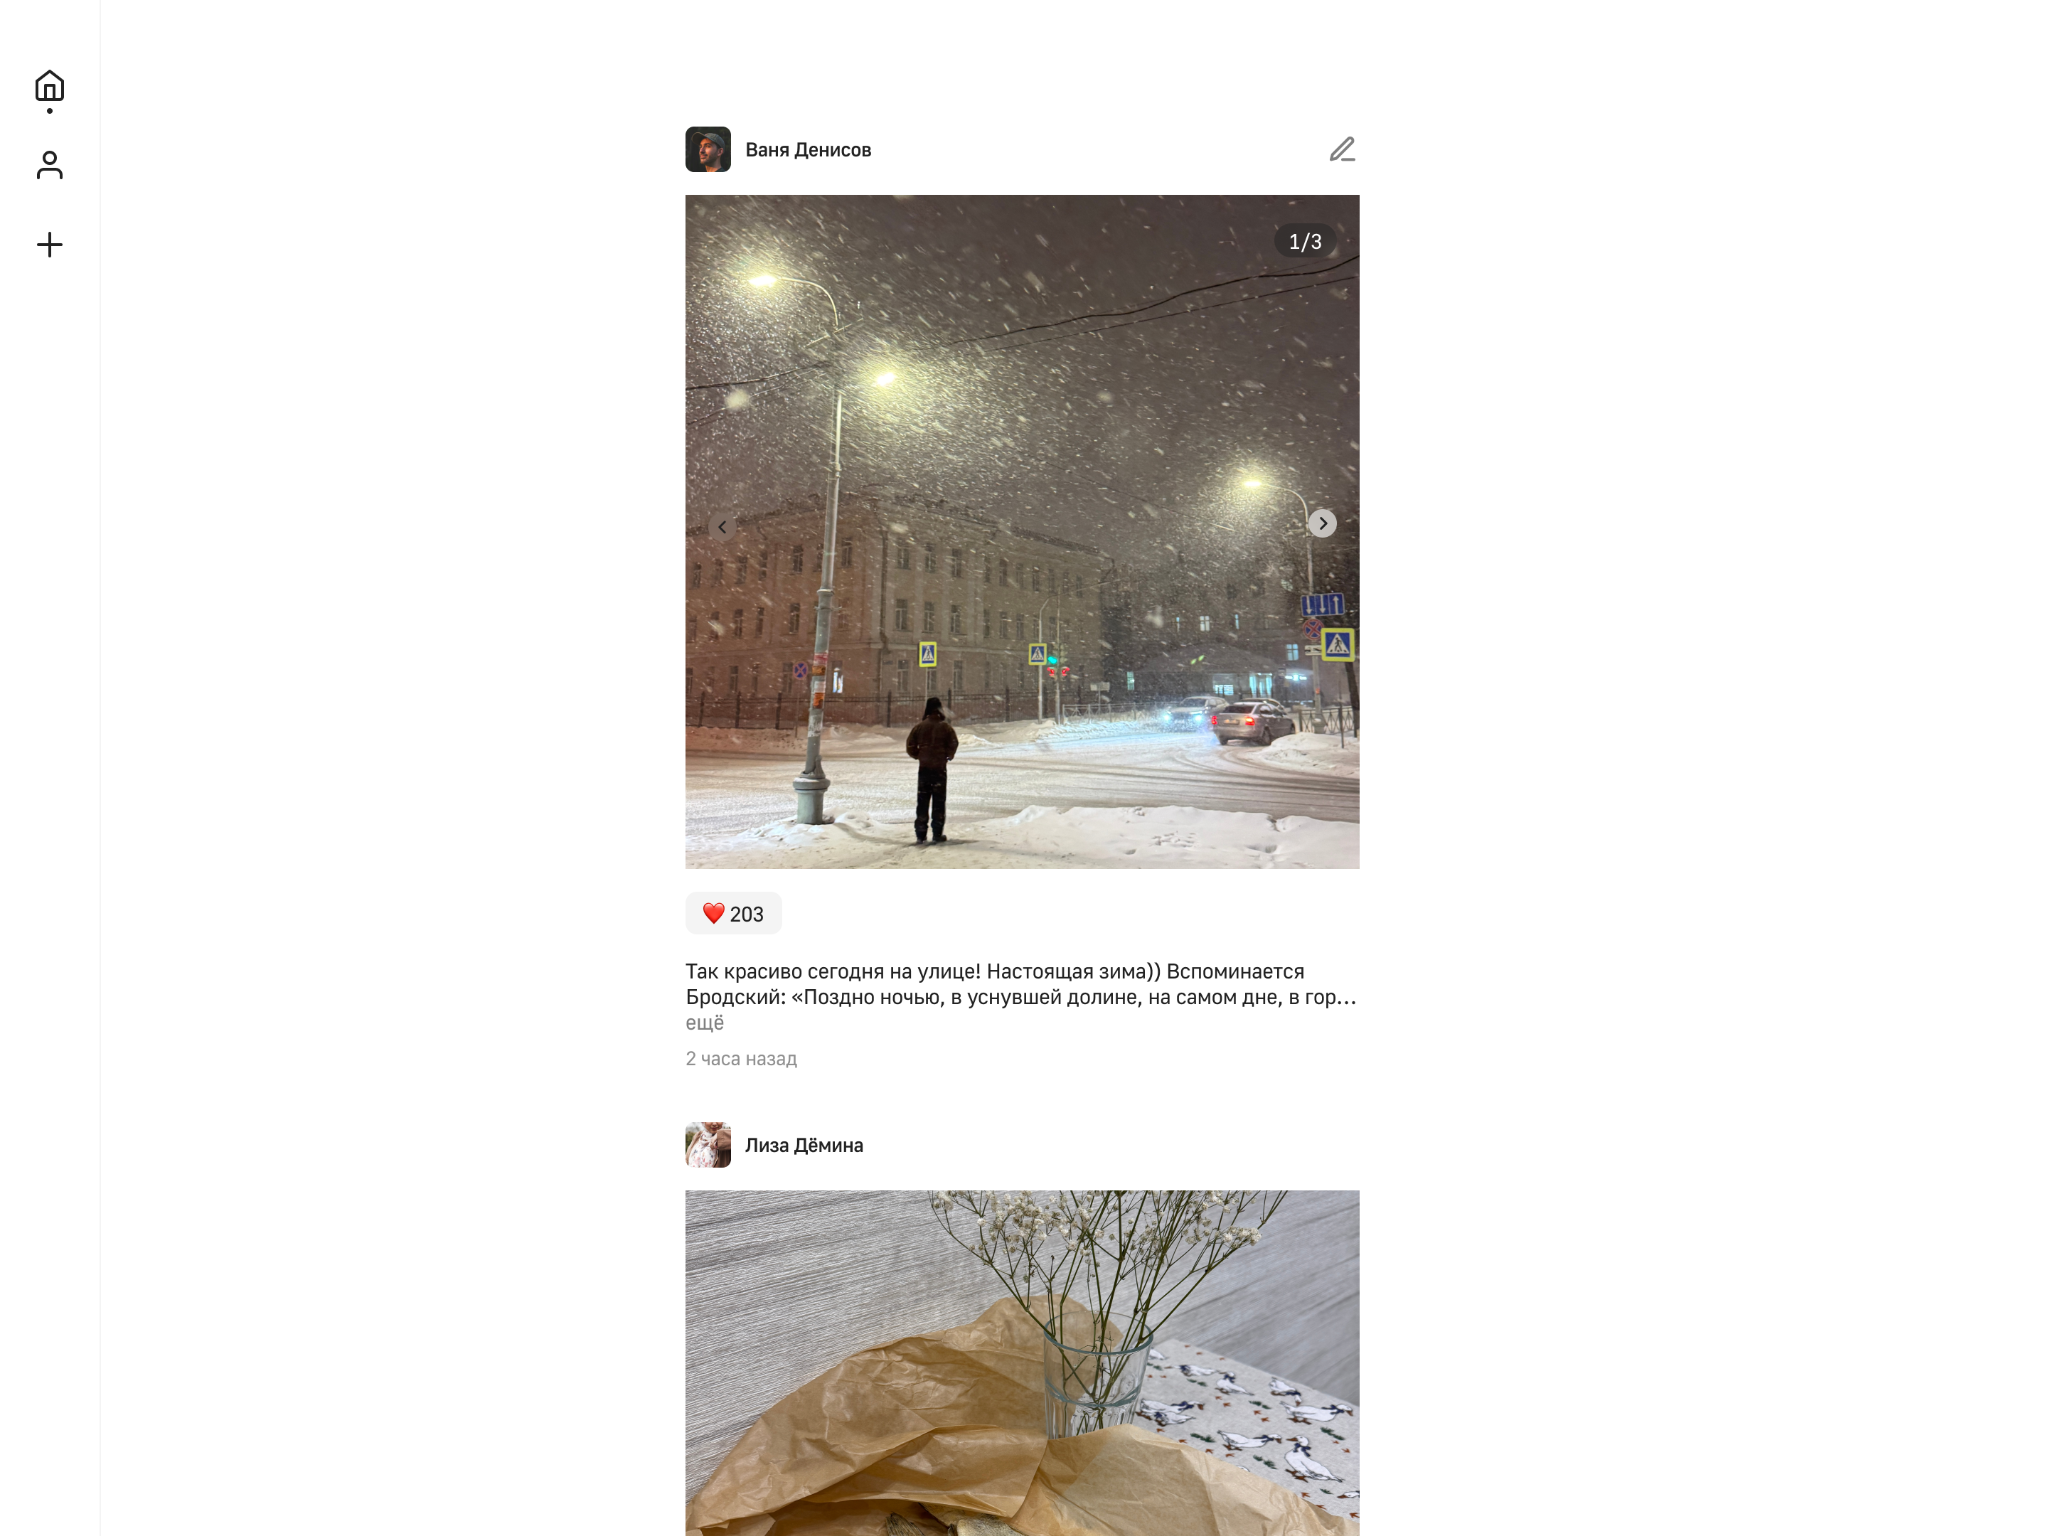 Ваня Денисов
1/3
❤️ 203
Так красиво сегодня на улице! Настоящая зима)) Вспоминается
Бродский: «Поздно ночью, в уснувшей долине, на самом дне, в гор…
ещё
2 часа назад
Лиза Дёмина